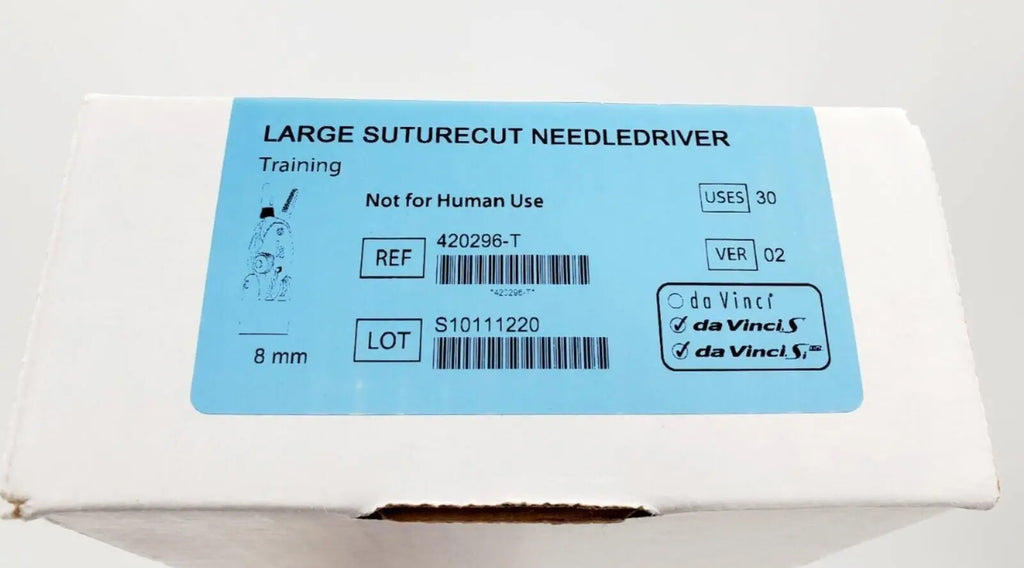 LARGE SUTURECUT NEEDLEDRIVER
Training
Not for Human Use
USES 30
REF 420296-T
*420296-T*
VER 02
LOT S10111220
8 mm
da Vinci
da Vinci S
da Vinci Si